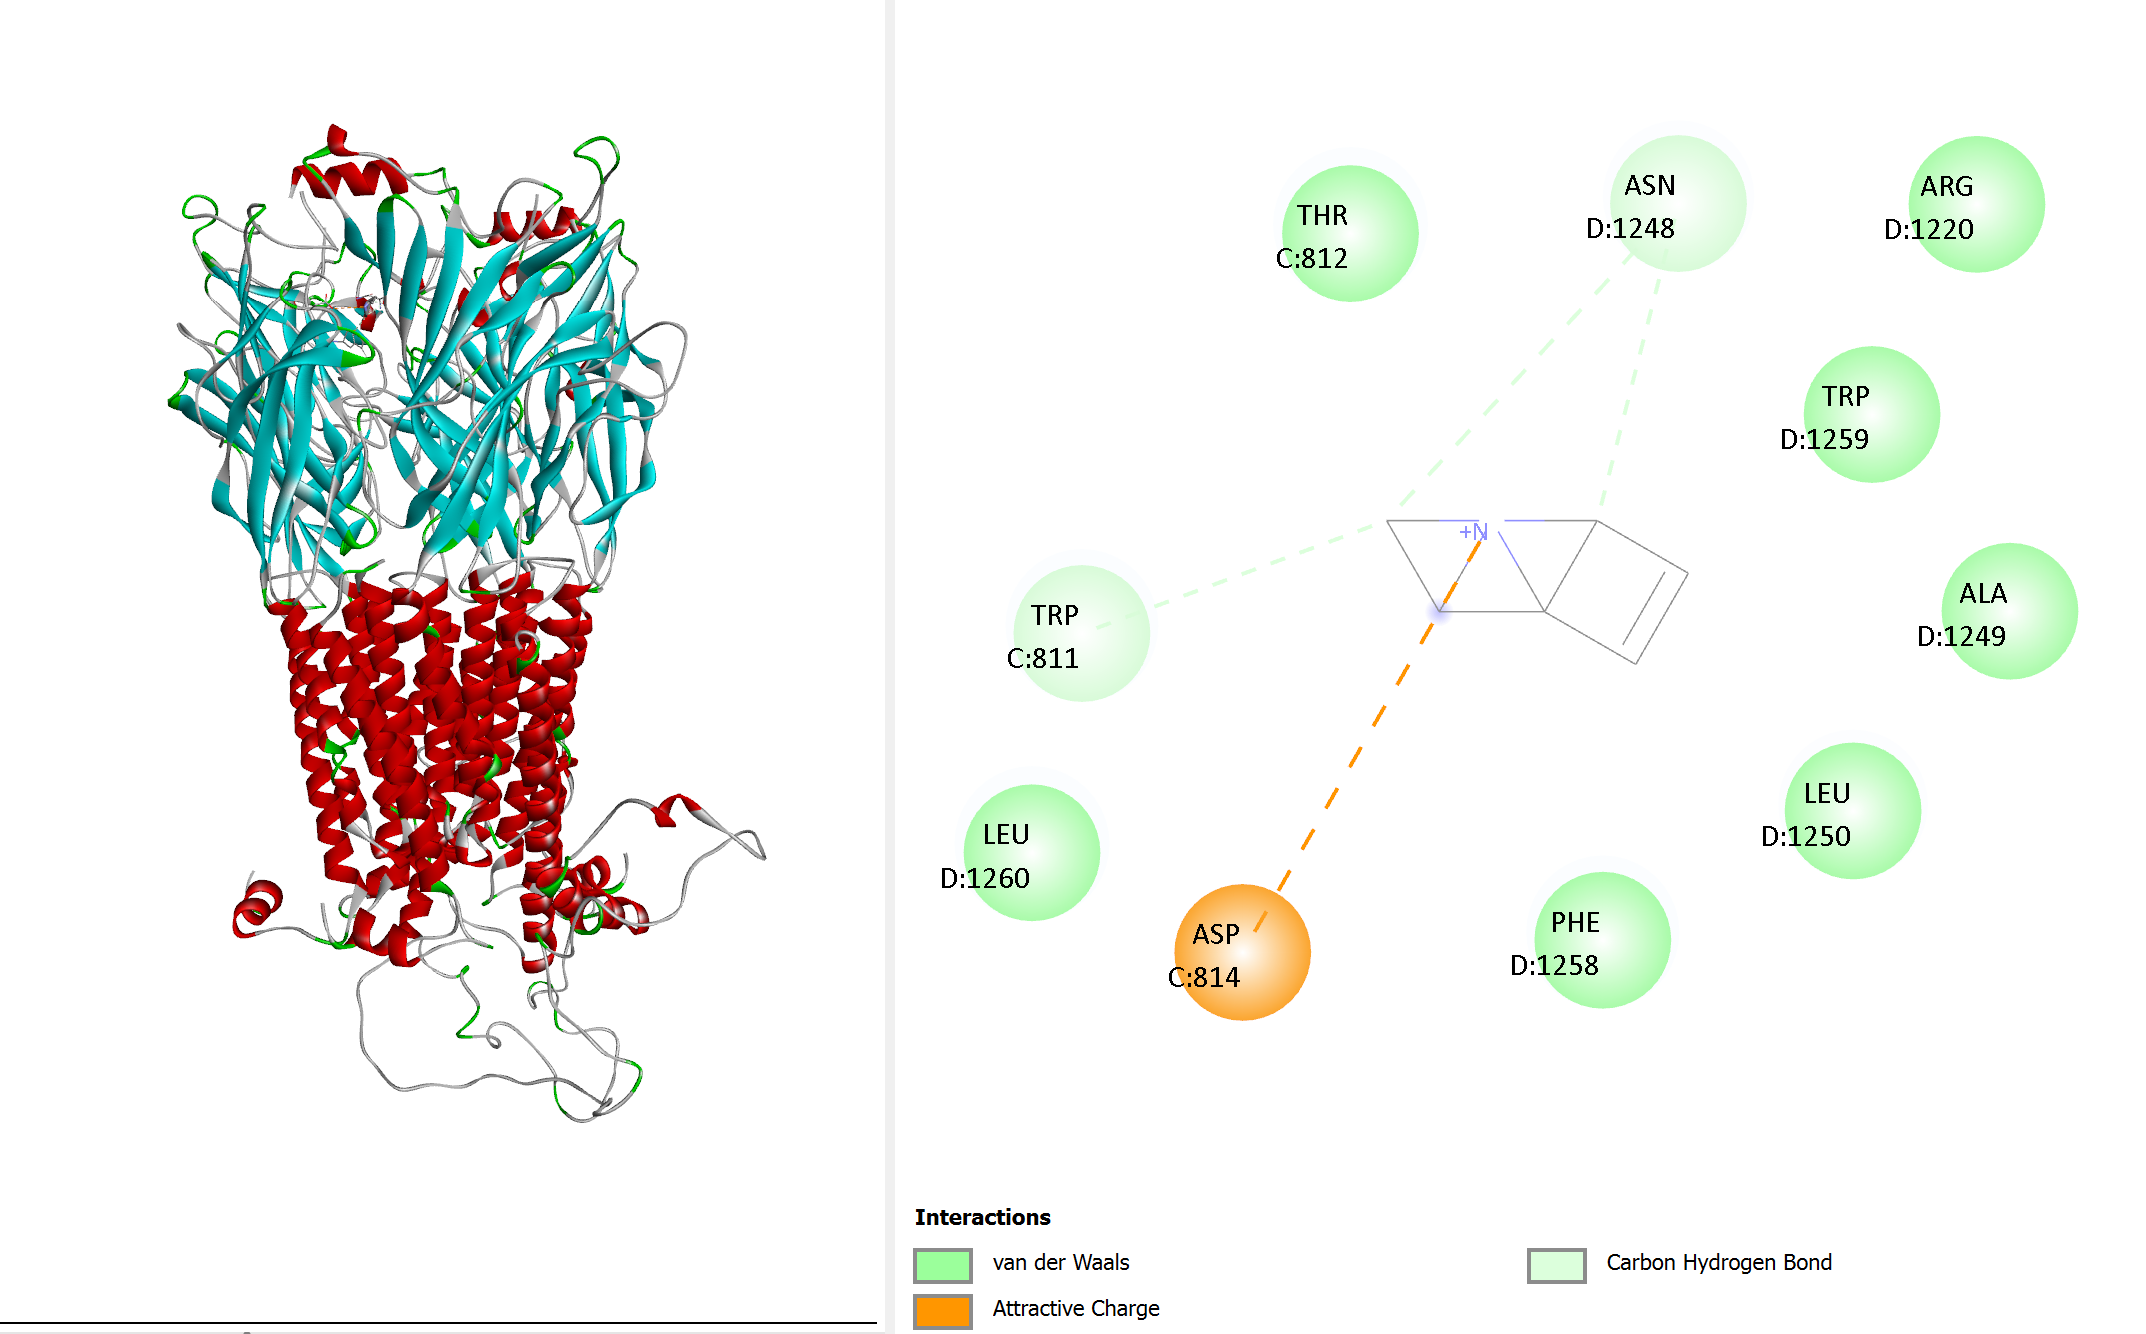 THR
C:812
ASN
D:1248
ARG
D:1220
TRP
D:1259
+N
ALA
D:1249
TRP
C:811
LEU
D:1250
LEU
D:1260
ASP
C:814
PHE
D:1258
Interactions
van der Waals
Attractive Charge
Carbon Hydrogen Bond